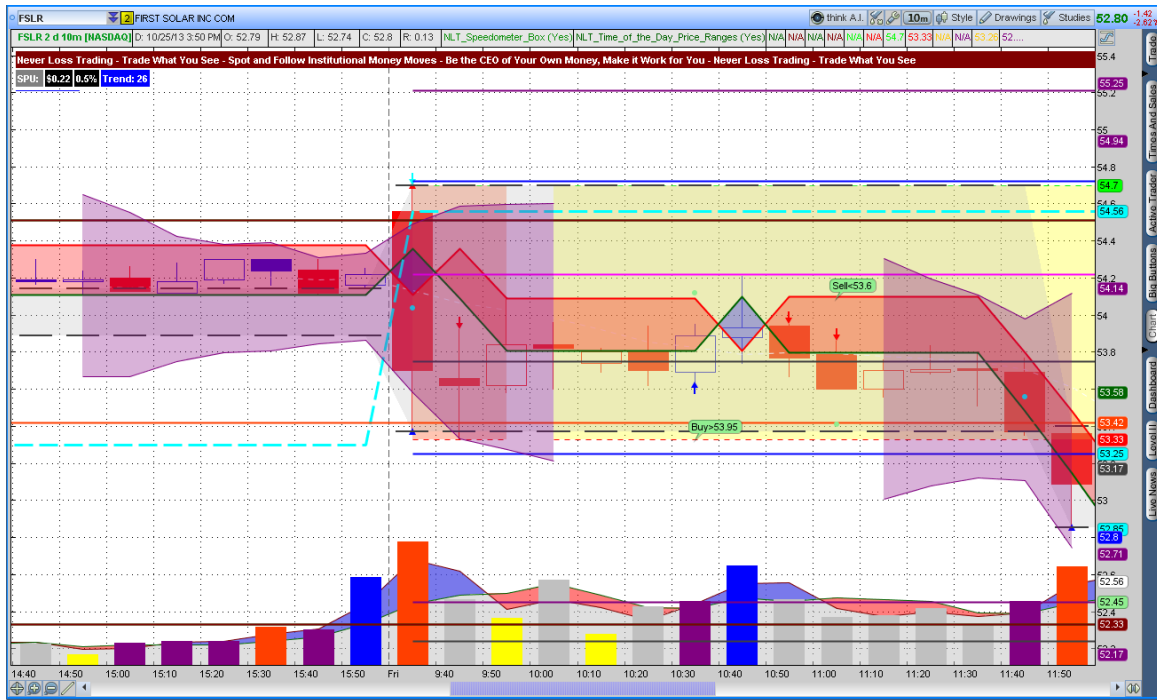 FSLR 2 FIRST SOLAR INC COM think A.I. 10m Style Drawings Studies 52.80 -1.42 -2.62%
FSLR 2 d 10m [NASDAQ] D: 10/25/13 3:50 PM O: 52.79 H: 52.87 L: 52.74 C: 52.8 R: 0.13 NLT_Speedometer_Box (Yes) NLT_Time_of_the_Day_Price_Ranges (Yes) N/A N/A N/A N/A N/A N/A 54.7 53.33 N/A N/A 53.25 52....
Never Loss Trading - Trade What You See - Spot and Follow Institutional Money Moves - Be the CEO of Your Own Money, Make it Work for You - Never Loss Trading - Trade What You See
SPU: $0.22 0.5% Trend: 26
55.4
55.25
55.2
55
54.94
54.8
54.7
54.6
54.56
54.4
54.2
54.14
Sell<53.6
54
53.8
53.58
53.42
Buy>53.95
53.33
53.25
53.17
53
52.85
52.8
52.71
52.6
52.56
52.45
52.4
52.33
52.17
14:40 14:50 15:00 15:10 15:20 15:30 15:40 15:50 Fri 9:40 9:50 10:00 10:10 10:20 10:30 10:40 10:50 11:00 11:10 11:20 11:30 11:40 11:50
Trade
Times And Sales
Active Trader
Big Buttons
Chart
Dashboard
Level II
Live News